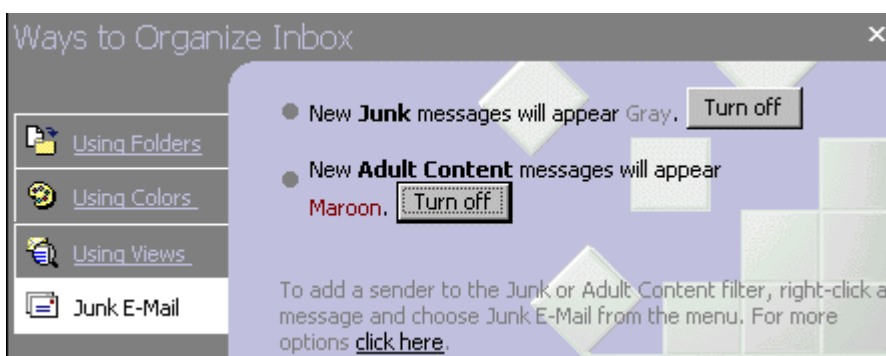 Ways to Organize Inbox
Using Folders
Using Colors
Using Views
Junk E-Mail
New Junk messages will appear Gray. Turn off
New Adult Content messages will appear
Maroon. Turn off
To add a sender to the Junk or Adult Content filter, right-click a
message and choose Junk E-Mail from the menu. For more
options click here.